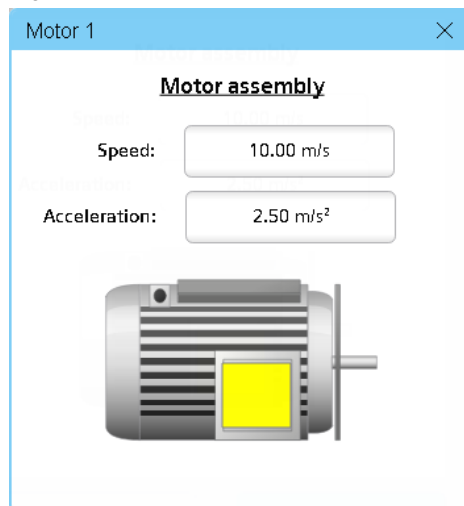 Motor 1
Motor assembly
Speed: 10.00 m/s
Acceleration: 2.50 m/s²